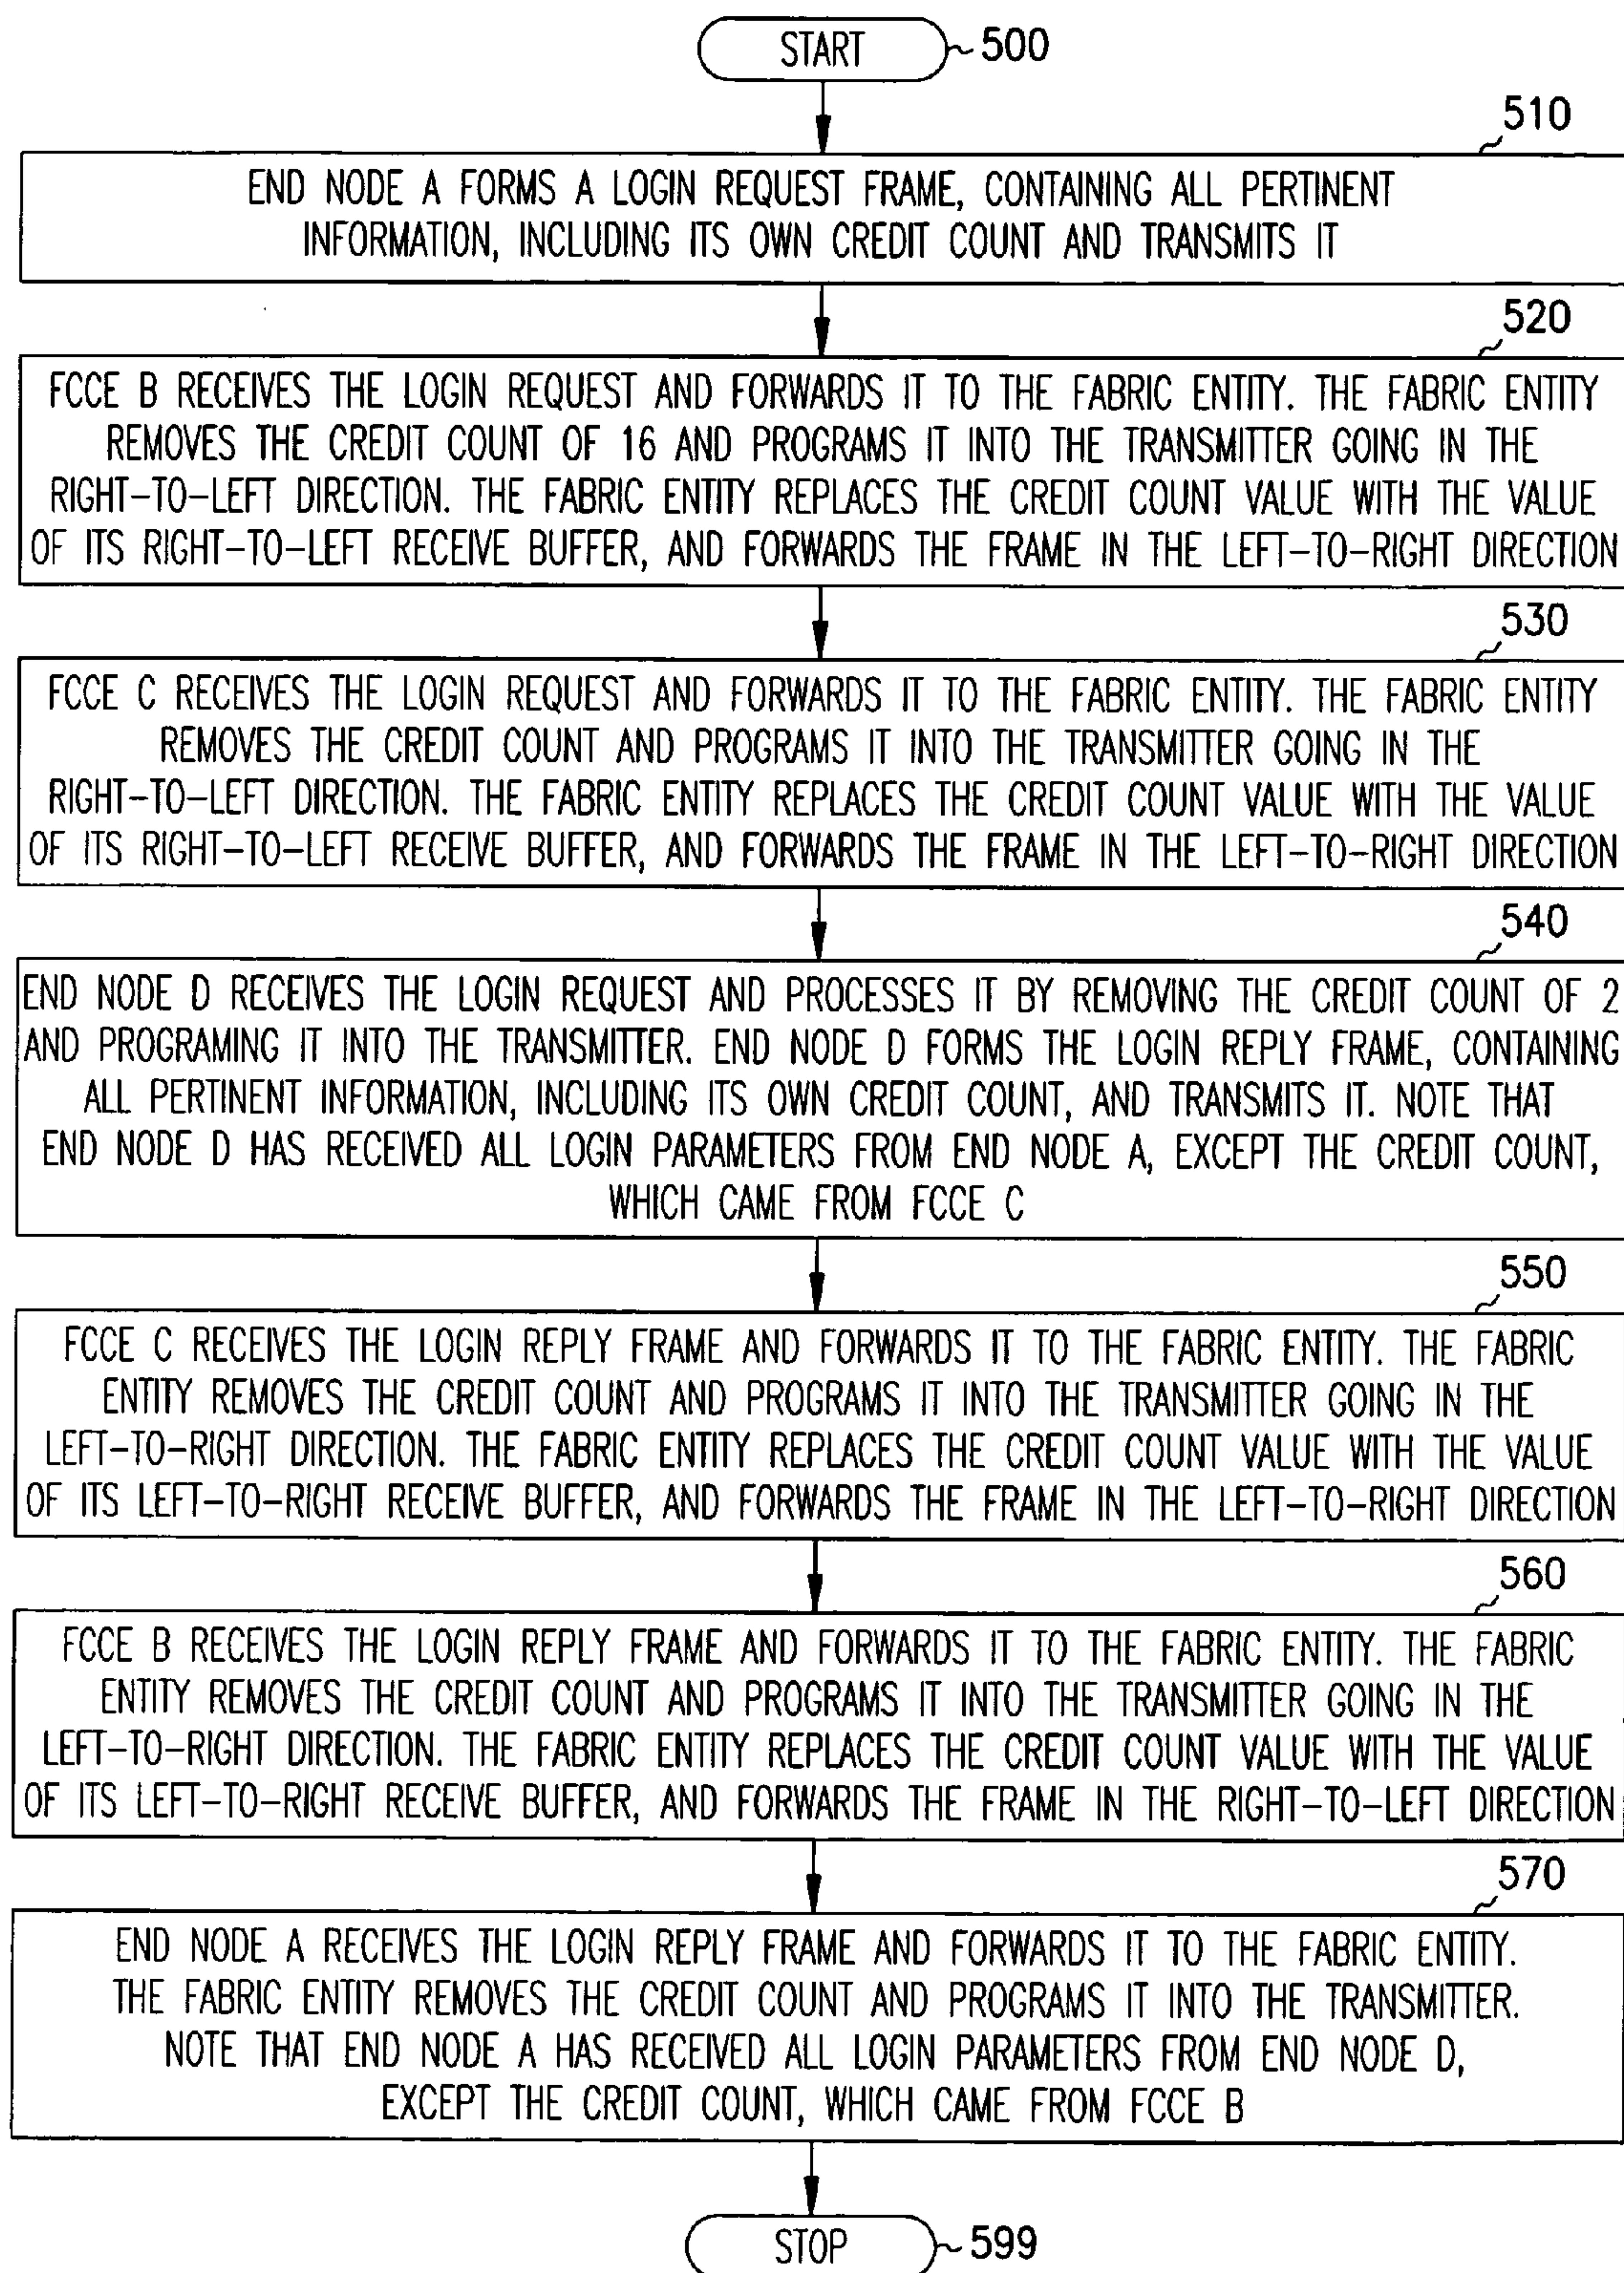 START
500
510
END NODE A FORMS A LOGIN REQUEST FRAME, CONTAINING ALL PERTINENT
INFORMATION, INCLUDING ITS OWN CREDIT COUNT AND TRANSMITS IT
520
FCCE B RECEIVES THE LOGIN REQUEST AND FORWARDS IT TO THE FABRIC ENTITY. THE FABRIC ENTITY
REMOVES THE CREDIT COUNT OF 16 AND PROGRAMS IT INTO THE TRANSMITTER GOING IN THE
RIGHT-TO-LEFT DIRECTION. THE FABRIC ENTITY REPLACES THE CREDIT COUNT VALUE WITH THE VALUE
OF ITS RIGHT-TO-LEFT RECEIVE BUFFER, AND FORWARDS THE FRAME IN THE LEFT-TO-RIGHT DIRECTION
530
FCCE C RECEIVES THE LOGIN REQUEST AND FORWARDS IT TO THE FABRIC ENTITY. THE FABRIC ENTITY
REMOVES THE CREDIT COUNT AND PROGRAMS IT INTO THE TRANSMITTER GOING IN THE
RIGHT-TO-LEFT DIRECTION. THE FABRIC ENTITY REPLACES THE CREDIT COUNT VALUE WITH THE VALUE
OF ITS RIGHT-TO-LEFT RECEIVE BUFFER, AND FORWARDS THE FRAME IN THE LEFT-TO-RIGHT DIRECTION
540
END NODE D RECEIVES THE LOGIN REQUEST AND PROCESSES IT BY REMOVING THE CREDIT COUNT OF 2
AND PROGRAMING IT INTO THE TRANSMITTER. END NODE D FORMS THE LOGIN REPLY FRAME, CONTAINING
ALL PERTINENT INFORMATION, INCLUDING ITS OWN CREDIT COUNT, AND TRANSMITS IT. NOTE THAT
END NODE D HAS RECEIVED ALL LOGIN PARAMETERS FROM END NODE A, EXCEPT THE CREDIT COUNT,
WHICH CAME FROM FCCE C
550
FCCE C RECEIVES THE LOGIN REPLY FRAME AND FORWARDS IT TO THE FABRIC ENTITY. THE FABRIC
ENTITY REMOVES THE CREDIT COUNT AND PROGRAMS IT INTO THE TRANSMITTER GOING IN THE
LEFT-TO-RIGHT DIRECTION. THE FABRIC ENTITY REPLACES THE CREDIT COUNT VALUE WITH THE VALUE
OF ITS LEFT-TO-RIGHT RECEIVE BUFFER, AND FORWARDS THE FRAME IN THE LEFT-TO-RIGHT DIRECTION
560
FCCE B RECEIVES THE LOGIN REPLY FRAME AND FORWARDS IT TO THE FABRIC ENTITY. THE FABRIC
ENTITY REMOVES THE CREDIT COUNT AND PROGRAMS IT INTO THE TRANSMITTER GOING IN THE
LEFT-TO-RIGHT DIRECTION. THE FABRIC ENTITY REPLACES THE CREDIT COUNT VALUE WITH THE VALUE
OF ITS LEFT-TO-RIGHT RECEIVE BUFFER, AND FORWARDS THE FRAME IN THE RIGHT-TO-LEFT DIRECTION
570
END NODE A RECEIVES THE LOGIN REPLY FRAME AND FORWARDS IT TO THE FABRIC ENTITY.
THE FABRIC ENTITY REMOVES THE CREDIT COUNT AND PROGRAMS IT INTO THE TRANSMITTER.
NOTE THAT END NODE A HAS RECEIVED ALL LOGIN PARAMETERS FROM END NODE D,
EXCEPT THE CREDIT COUNT, WHICH CAME FROM FCCE B
STOP
599